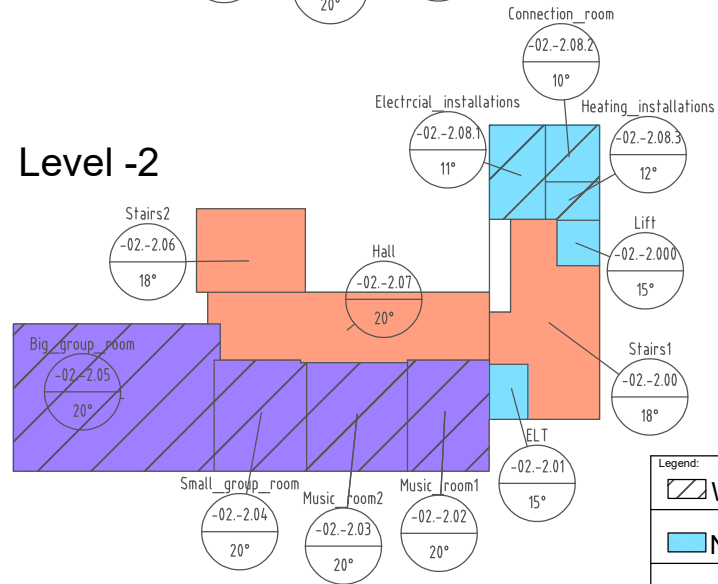 20°
Connection_room
-02.-2.08.2
10°
Electrcial_installations
-02.-2.08.1
11°
Heating_installations
-02.-2.08.3
12°
Level -2
Stairs2
-02.-2.06
18°
Hall
-02.-2.07
20°
Lift
-02.-2.000
15°
Big_group_room
-02.-2.05
20°
Stairs1
-02.-2.00
18°
ELT
-02.-2.01
15°
Small_group_room
-02.-2.04
20°
Music_room2
-02.-2.03
20°
Music_room1
-02.-2.02
20°
Legend: